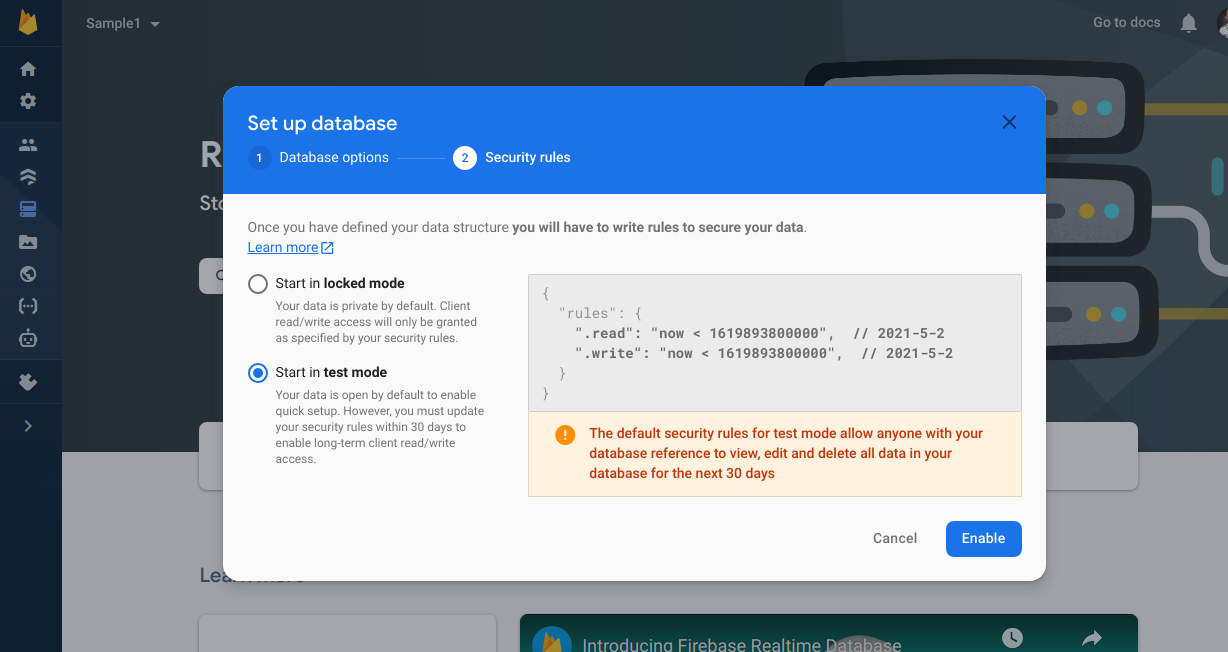 Sample1
Go to docs
R
Sto
Set up database
1 Database options
2 Security rules
Once you have defined your data structure you will have to write rules to secure your data.
Learn more
Start in locked mode
Your data is private by default. Client
read/write access will only be granted
as specified by your security rules.
Start in test mode
Your data is open by default to enable
quick setup. However, you must update
your security rules within 30 days to
enable long-term client read/write
access.
{
"rules": {
".read": "now < 1619893800000",  // 2021-5-2
".write": "now < 1619893800000",  // 2021-5-2
}
}
The default security rules for test mode allow anyone with your
database reference to view, edit and delete all data in your
database for the next 30 days
Cancel
Enable
Learn more
Introducing Firebase Realtime Database